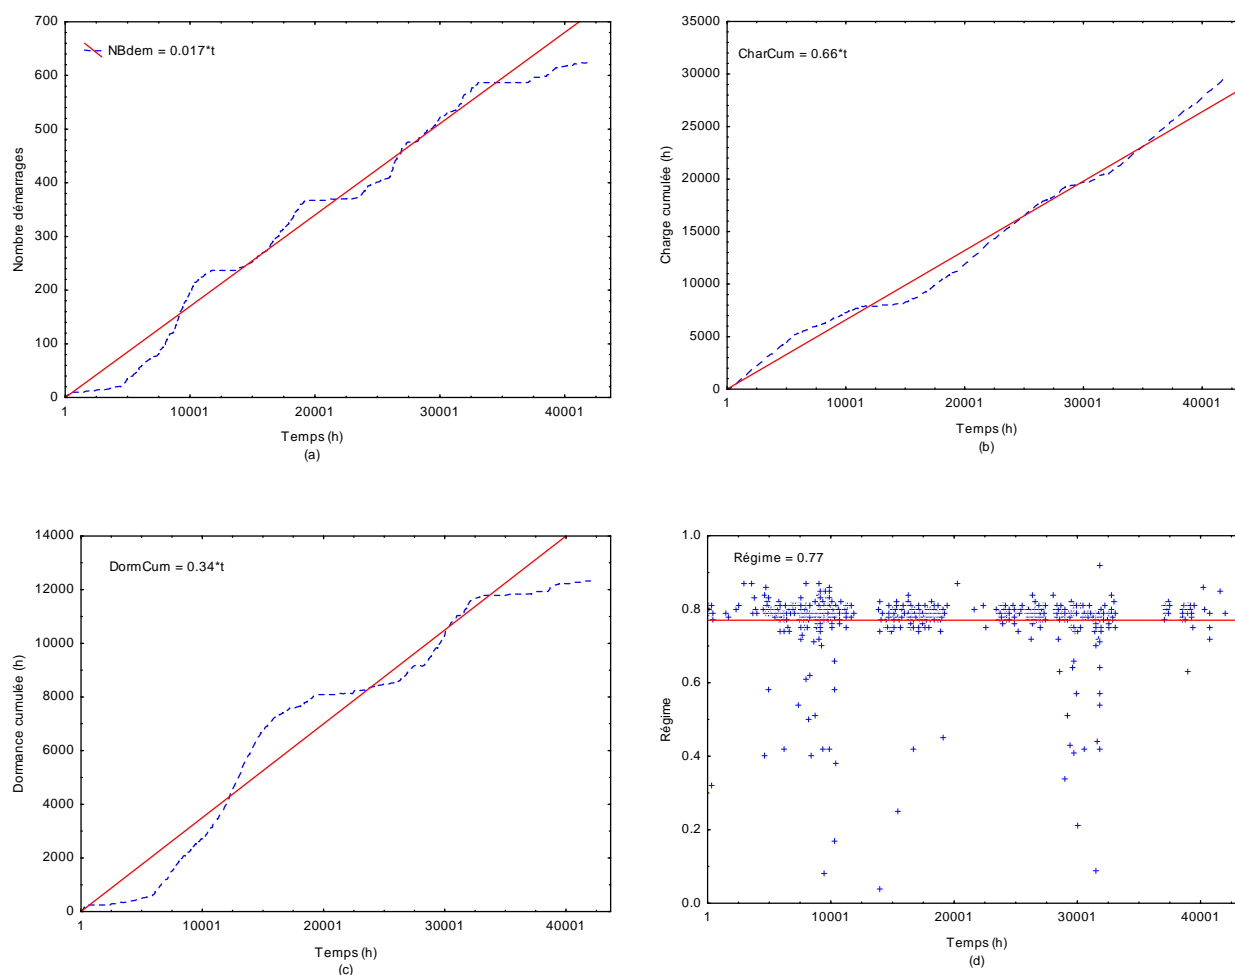 700
600
500
400
300
200
100
0
NBdem = 0.017*t
Nombre démarrages
1 10001 20001 30001 40001
Temps (h)
(a)
35000
30000
25000
20000
15000
10000
5000
0
CharCum = 0.66*t
Charge cumulée (h)
1 10001 20001 30001 40001
Temps (h)
(b)
14000
12000
10000
8000
6000
4000
2000
0
DormCum = 0.34*t
Dormance cumulée (h)
1 10001 20001 30001 40001
Temps (h)
(c)
1.0
0.8
0.6
0.4
0.2
0.0
Régime = 0.77
Régime
1 10001 20001 30001 40001
Temps (h)
(d)